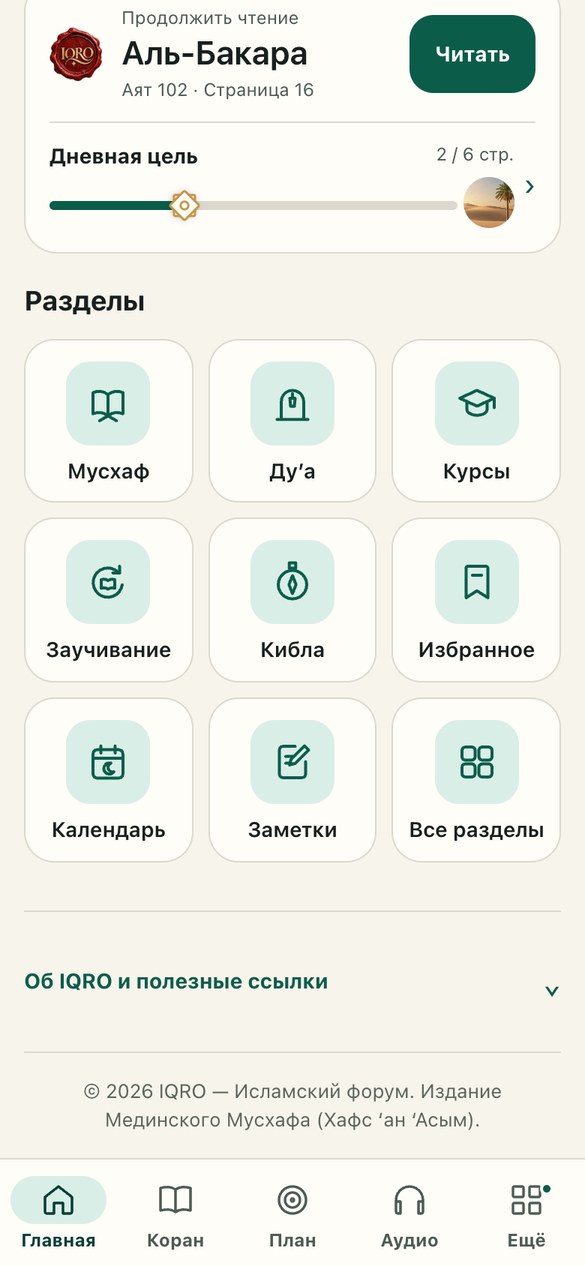 Продолжить чтение
IQRO
Аль-Бакара
Читать
Аят 102 · Страница 16
Дневная цель
2 / 6 стр.
Разделы
Мусхаф
Ду’а
Курсы
Заучивание
Кибла
Избранное
Календарь
Заметки
Все разделы
Об IQRO и полезные ссылки
© 2026 IQRO — Исламский форум. Издание
Мединского Мусхафа (Хафс ‘ан ‘Асым).
Главная
Коран
План
Аудио
Ещё